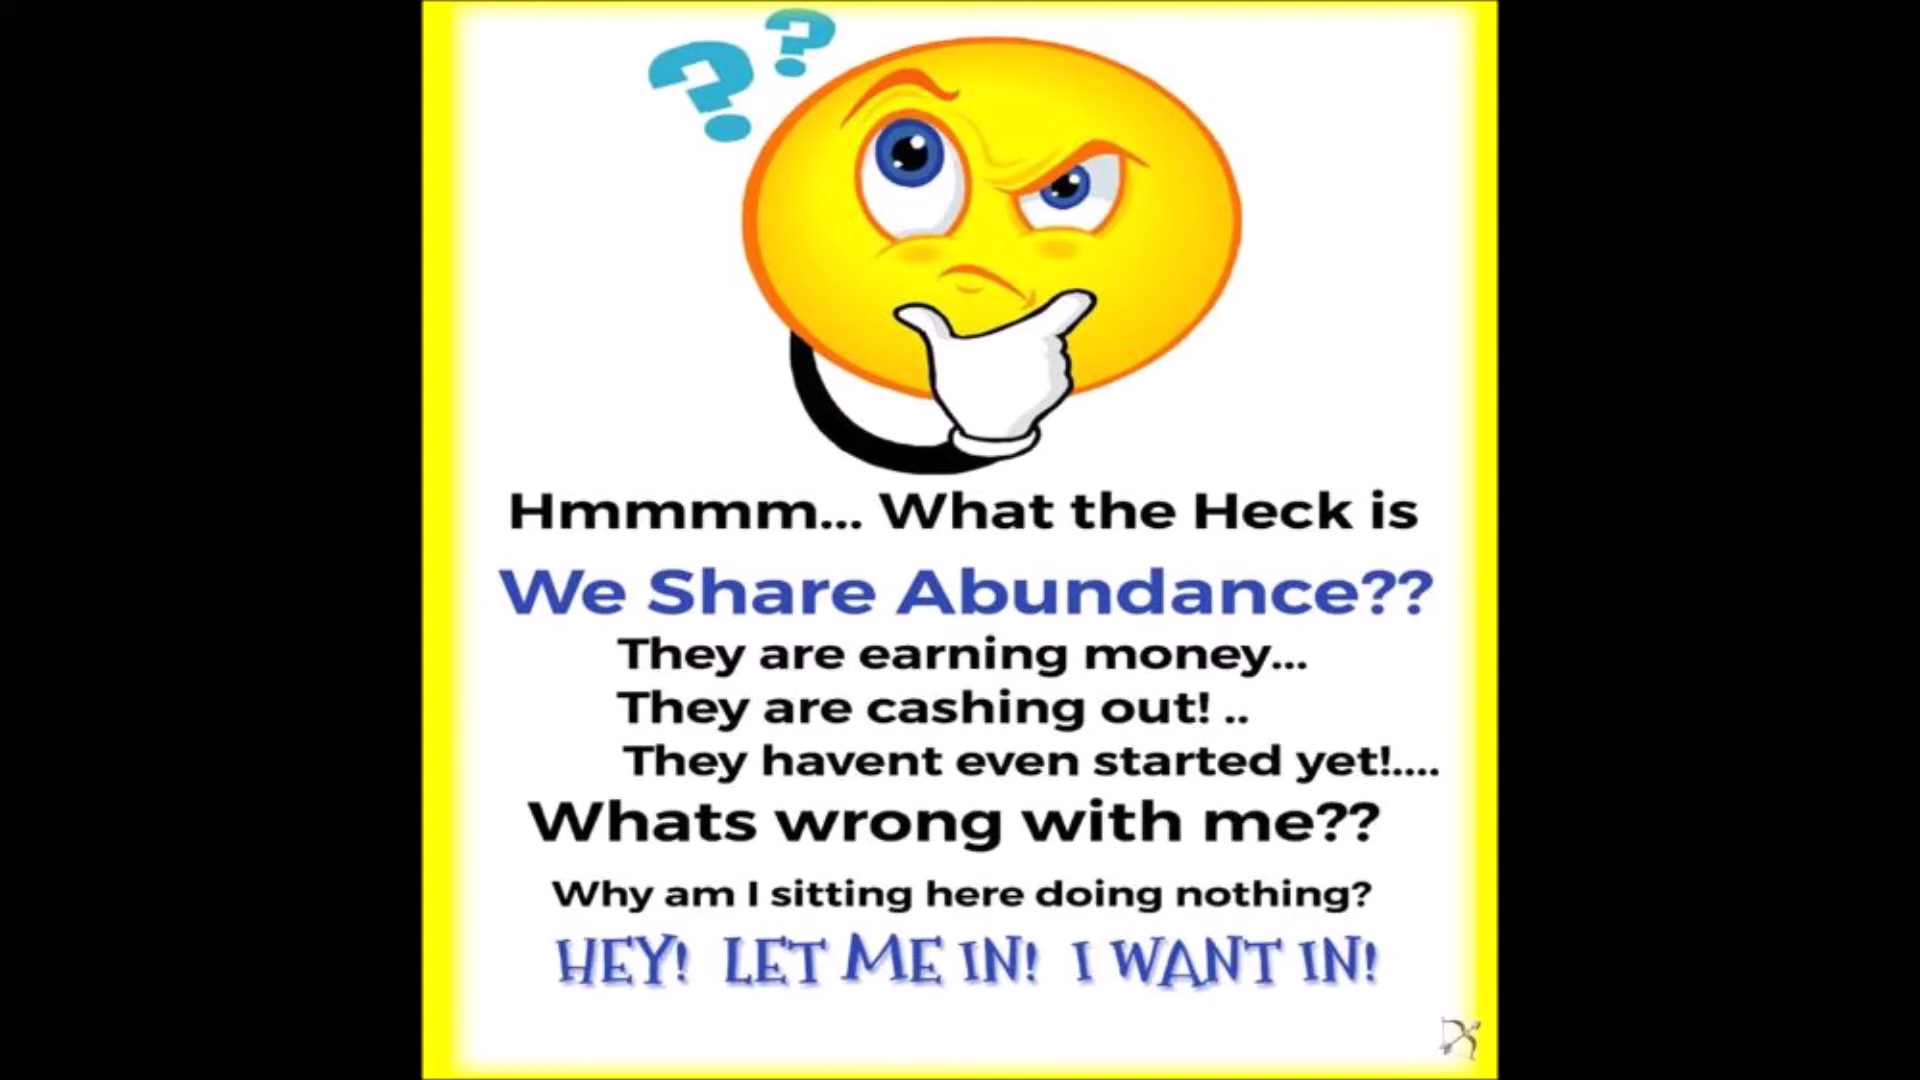 ? ?
Hmmmm... What the Heck is
We Share Abundance??
They are earning money...
They are cashing out! ..
They havent even started yet!....
Whats wrong with me??
Why am I sitting here doing nothing?
HEY! LET ME IN! I WANT IN!